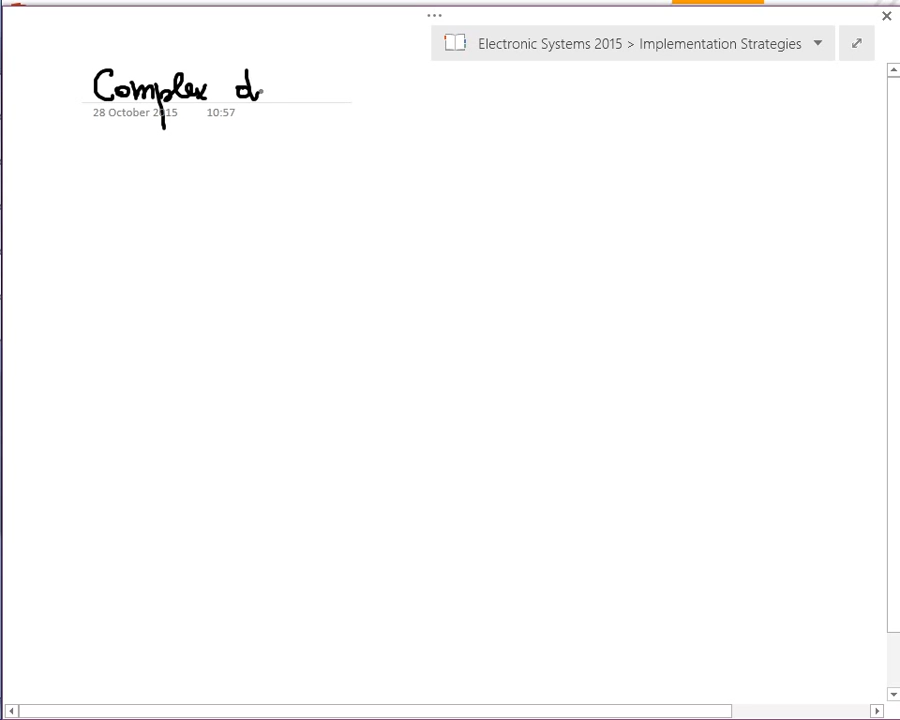 Electronic Systems 2015 > Implementation Strategies
Complex d
28 October 2015 10:57